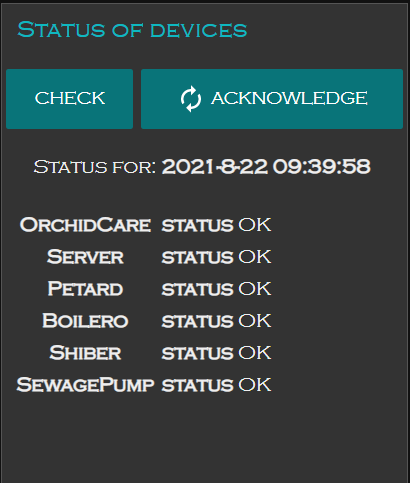 Status of devices
CHECK
ACKNOWLEDGE
Status for: 2021-8-22 09:39:58
OrchidCare status OK
Server status OK
Petard status OK
Boilero status OK
Shiber status OK
SewagePump status OK